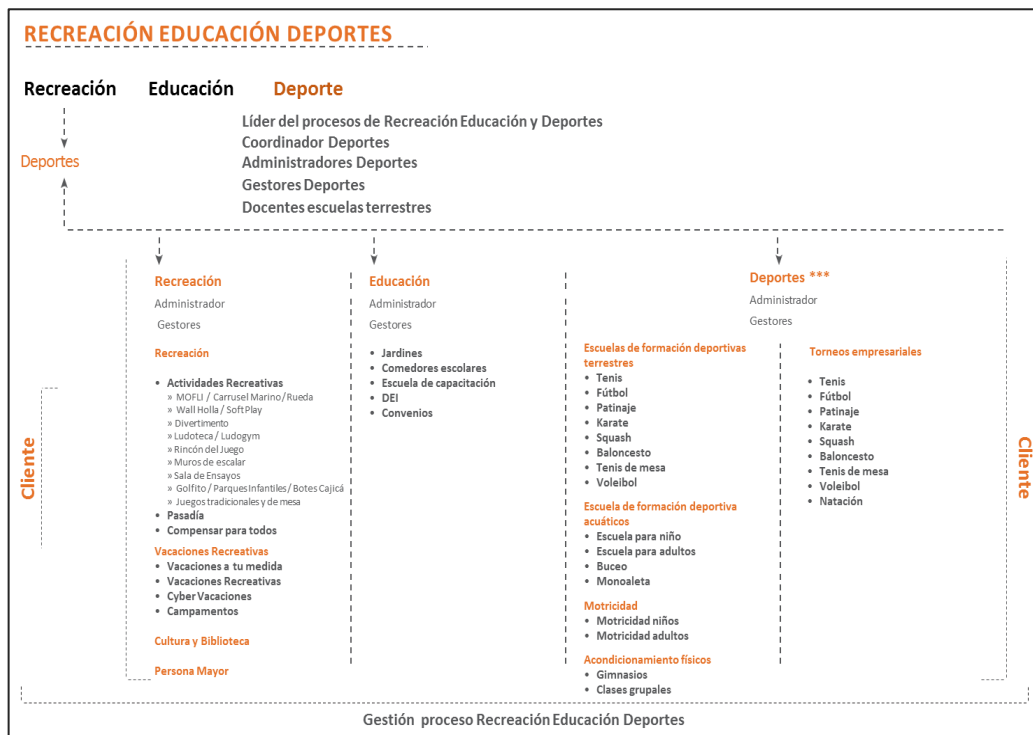 RECREACIÓN EDUCACIÓN DEPORTES
Recreación Educación Deporte
Líder del procesos de Recreación Educación y Deportes
Coordinador Deportes
Deportes
Administradores Deportes
Gestores Deportes
Docentes escuelas terrestres
Cliente
Recreación
Administrador
Gestores
Recreación
• Actividades Recreativas
» MOFLI / Carrusel Marino/Rueda
» Wall Holla / Soft Play
» Divertimento
» Ludoteca / Ludogym
» Rincón del Juego
» Muros de escalar
» Sala de Ensayos
» Golfito / Parques Infantiles/ Botes Cajicá
» Juegos tradicionales y de mesa
• Pasadía
• Compensar para todos
Vacaciones Recreativas
• Vacaciones a tu medida
• Vacaciones Recreativas
• Cyber Vacaciones
• Campamentos
Cultura y Biblioteca
Persona Mayor
Educación
Administrador
Gestores
• Jardines
• Comedores escolares
• Escuela de capacitación
• DEI
• Convenios
Deportes ***
Administrador
Gestores
Escuelas de formación deportivas
terrestres
• Tenis
• Fútbol
• Patinaje
• Karate
• Squash
• Baloncesto
• Tenis de mesa
• Voleibol
Escuela de formación deportiva
acuáticos
• Escuela para niño
• Escuela para adultos
• Buceo
• Monoaleta
Motricidad
• Motricidad niños
• Motricidad adultos
Acondicionamiento físicos
• Gimnasios
• Clases grupales
Torneos empresariales
• Tenis
• Fútbol
• Patinaje
• Karate
• Squash
• Baloncesto
• Tenis de mesa
• Voleibol
• Natación
Cliente
Gestión proceso Recreación Educación Deportes